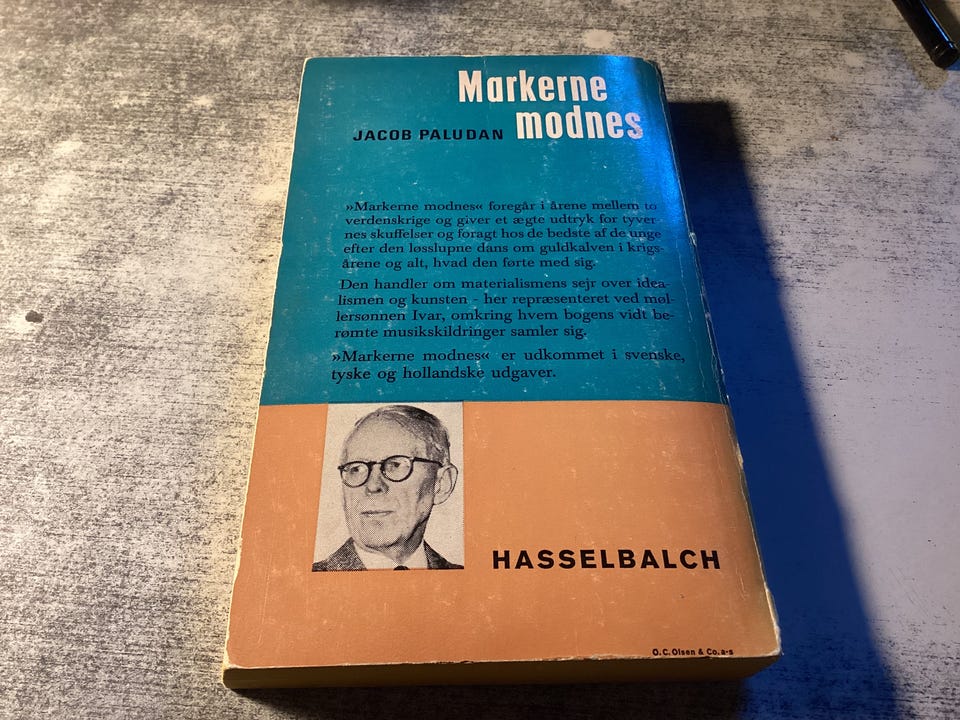 Markerne
JACOB PALUDAN modnes
»Markerne modnes« foregår i årene mellem to
verdenskrige og giver et ægte udtryk for tyver-
nes skuffelser og foragt hos de bedste af de unge
efter den løsslupne dans om guldkalven i krigs-
årene og alt, hvad den førte med sig.
Den handler om materialismens sejr over idea-
lismen og kunsten - her repræsenteret ved møl-
lersønnen Ivar, omkring hvem bogens vidt be-
rømte musikskildringer samler sig.
»Markerne modnes« er udkommet i svenske,
tyske og hollandske udgaver.
HASSELBALCH
O. C. Olsen & Co. a-s